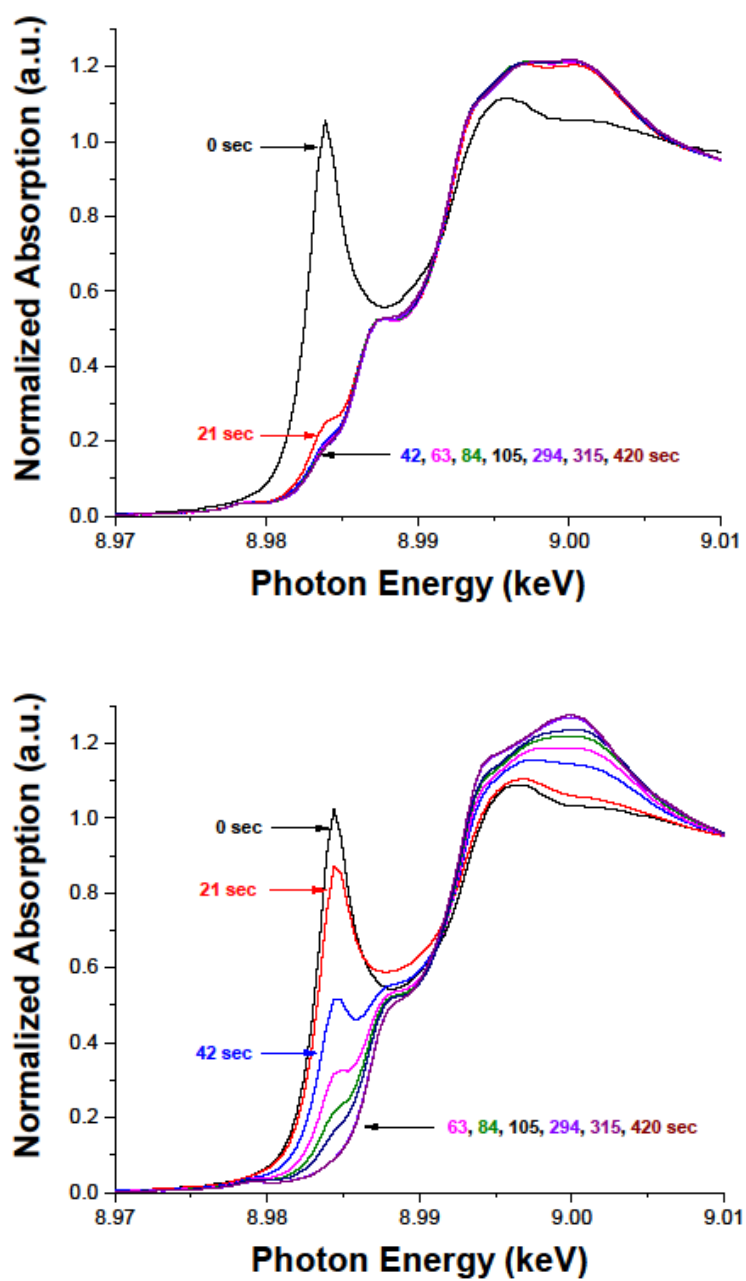 Normalized Absorption (a.u.)
1.2
1.0
0.8
0.6
0.4
0.2
0.0
0 sec
21 sec
42, 63, 84, 105, 294, 315, 420 sec
8.97 8.98 8.99 9.00 9.01
Photon Energy (keV)
Normalized Absorption (a.u.)
1.2
1.0
0.8
0.6
0.4
0.2
0.0
0 sec
21 sec
42 sec
63, 84, 105, 294, 315, 420 sec
8.97 8.98 8.99 9.00 9.01
Photon Energy (keV)